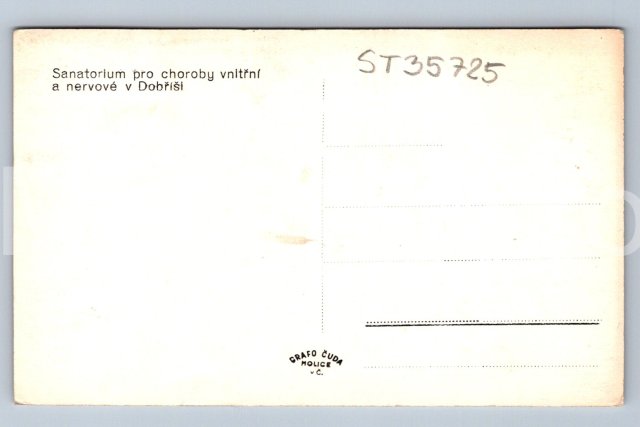 Sanatorium pro choroby vnitřní
a nervové v Dobříši
ST35725
GRAFO ČUDA
HOLICE
v Č.